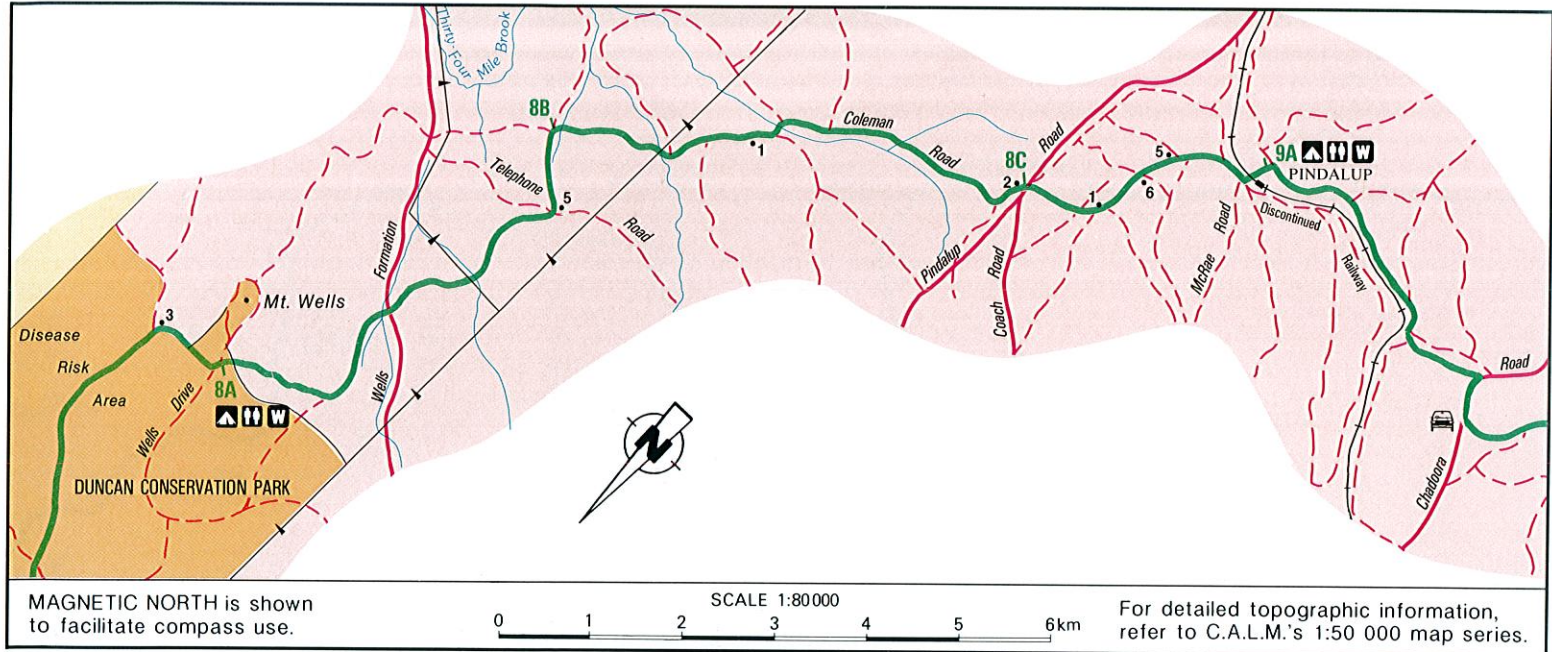 Thirty-Four
Mile Brook
8B
Coleman
Road
1
5
Telephone
Road
2
8C
Road
Pindalup
Coach
Road
1
5
6
McRae
Road
9A
W
PINDALUP
Discontinued
Railway
Road
Chadoora
Formation
Wells
Mt. Wells
3
Disease
Risk
Area
8A
W
Wells
Drive
DUNCAN CONSERVATION PARK
N
MAGNETIC NORTH is shown
to facilitate compass use.
SCALE 1:80 000
0 1 2 3 4 5 6km
For detailed topographic information,
refer to C.A.L.M.'s 1:50 000 map series.